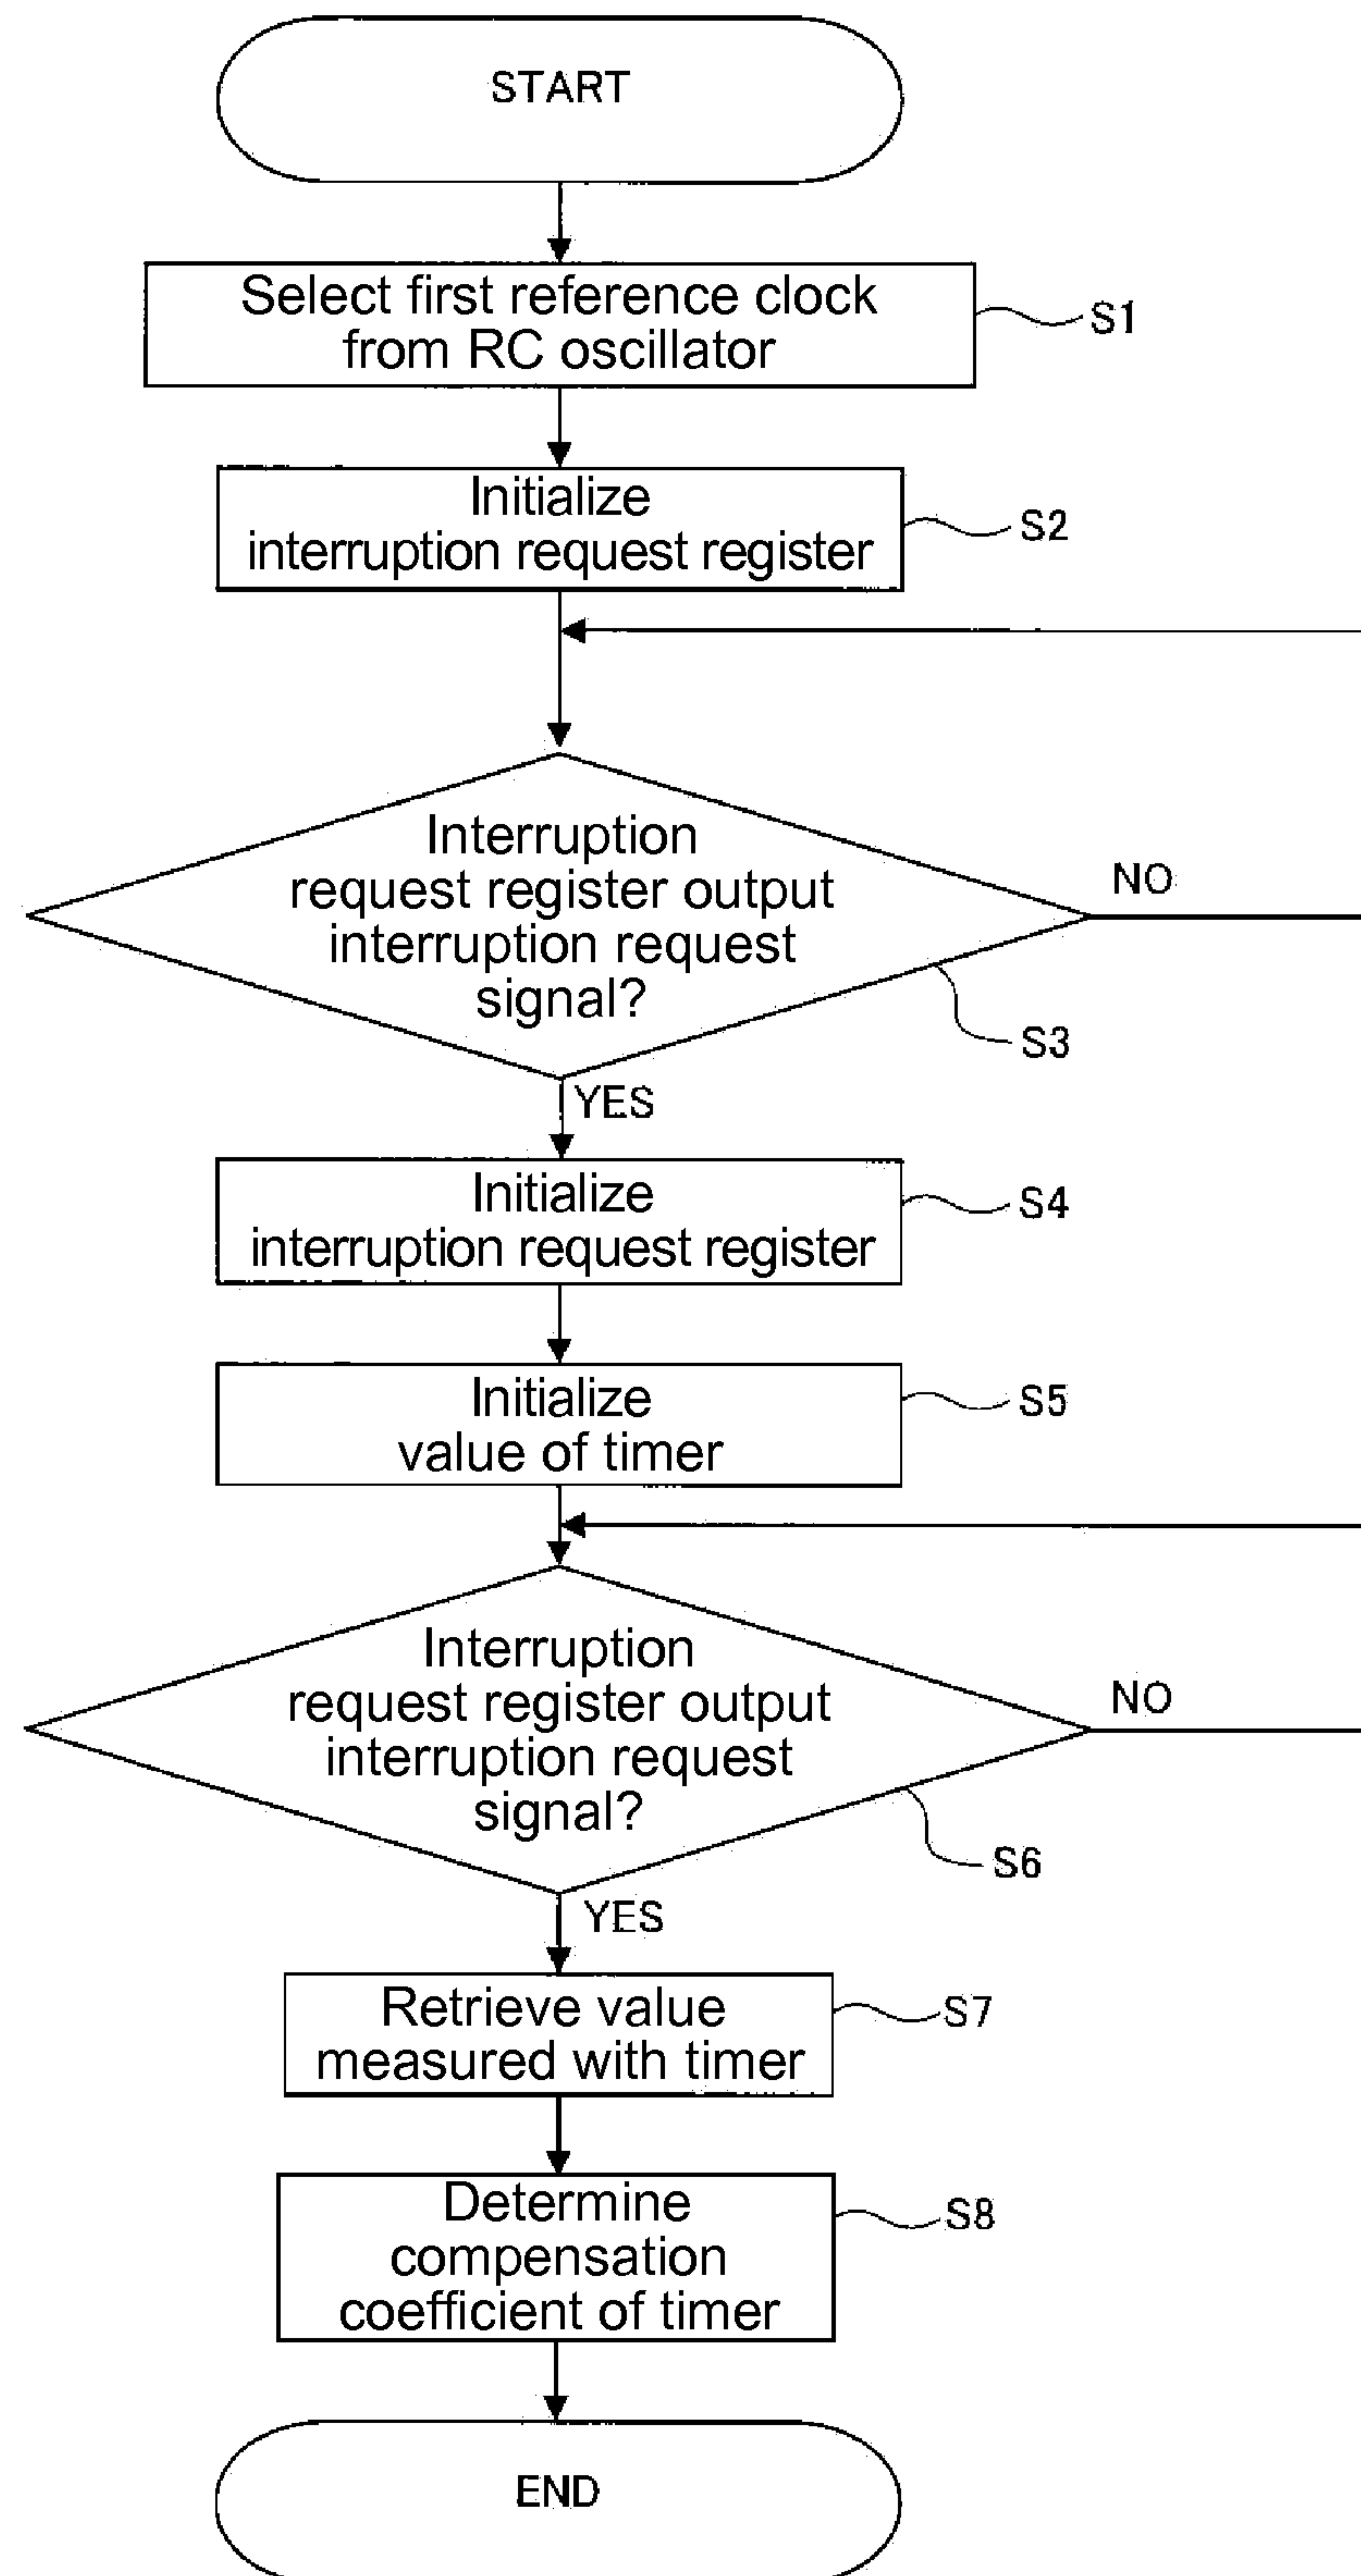 START
Select first reference clock
from RC oscillator
S1
Initialize
interruption request register
S2
Interruption
request register output
interruption request
signal?
NO
S3
YES
Initialize
interruption request register
S4
Initialize
value of timer
S5
Interruption
request register output
interruption request
signal?
NO
S6
YES
Retrieve value
measured with timer
S7
Determine
compensation
coefficient of timer
S8
END